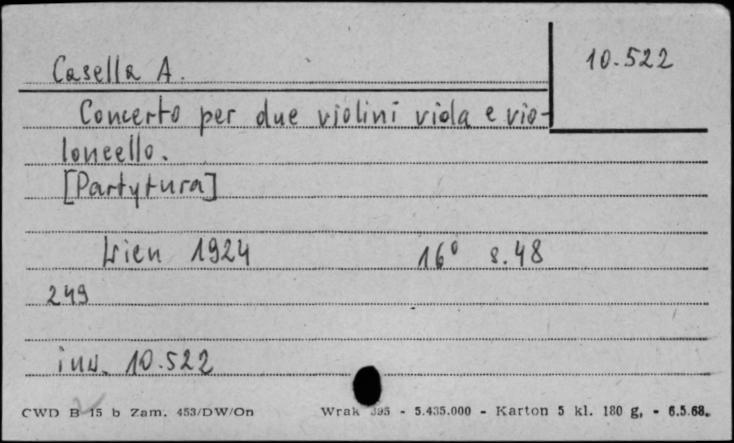 Casella A.
10.522
Concerto per due violini viola e vio-
loncello.
[Partytura]
Wien 1924 16° s.48
249
inw. 10.522
CWD B 15 b Zam. 453/DW/On Wrak 395 - 5.435.000 - Karton 5 kl. 180 g, - 6.5.68.